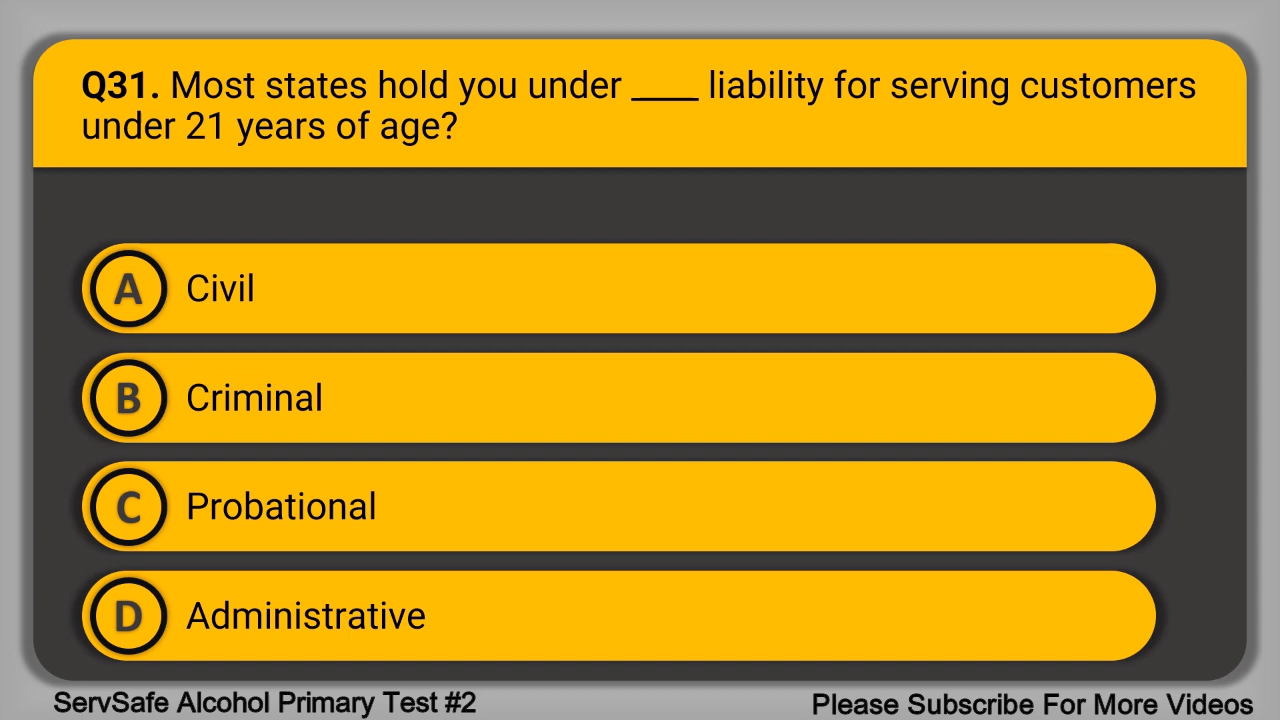 Q31. Most states hold you under ____ liability for serving customers
under 21 years of age?
A Civil
B Criminal
C Probational
D Administrative
ServSafe Alcohol Primary Test #2
Please Subscribe For More Videos